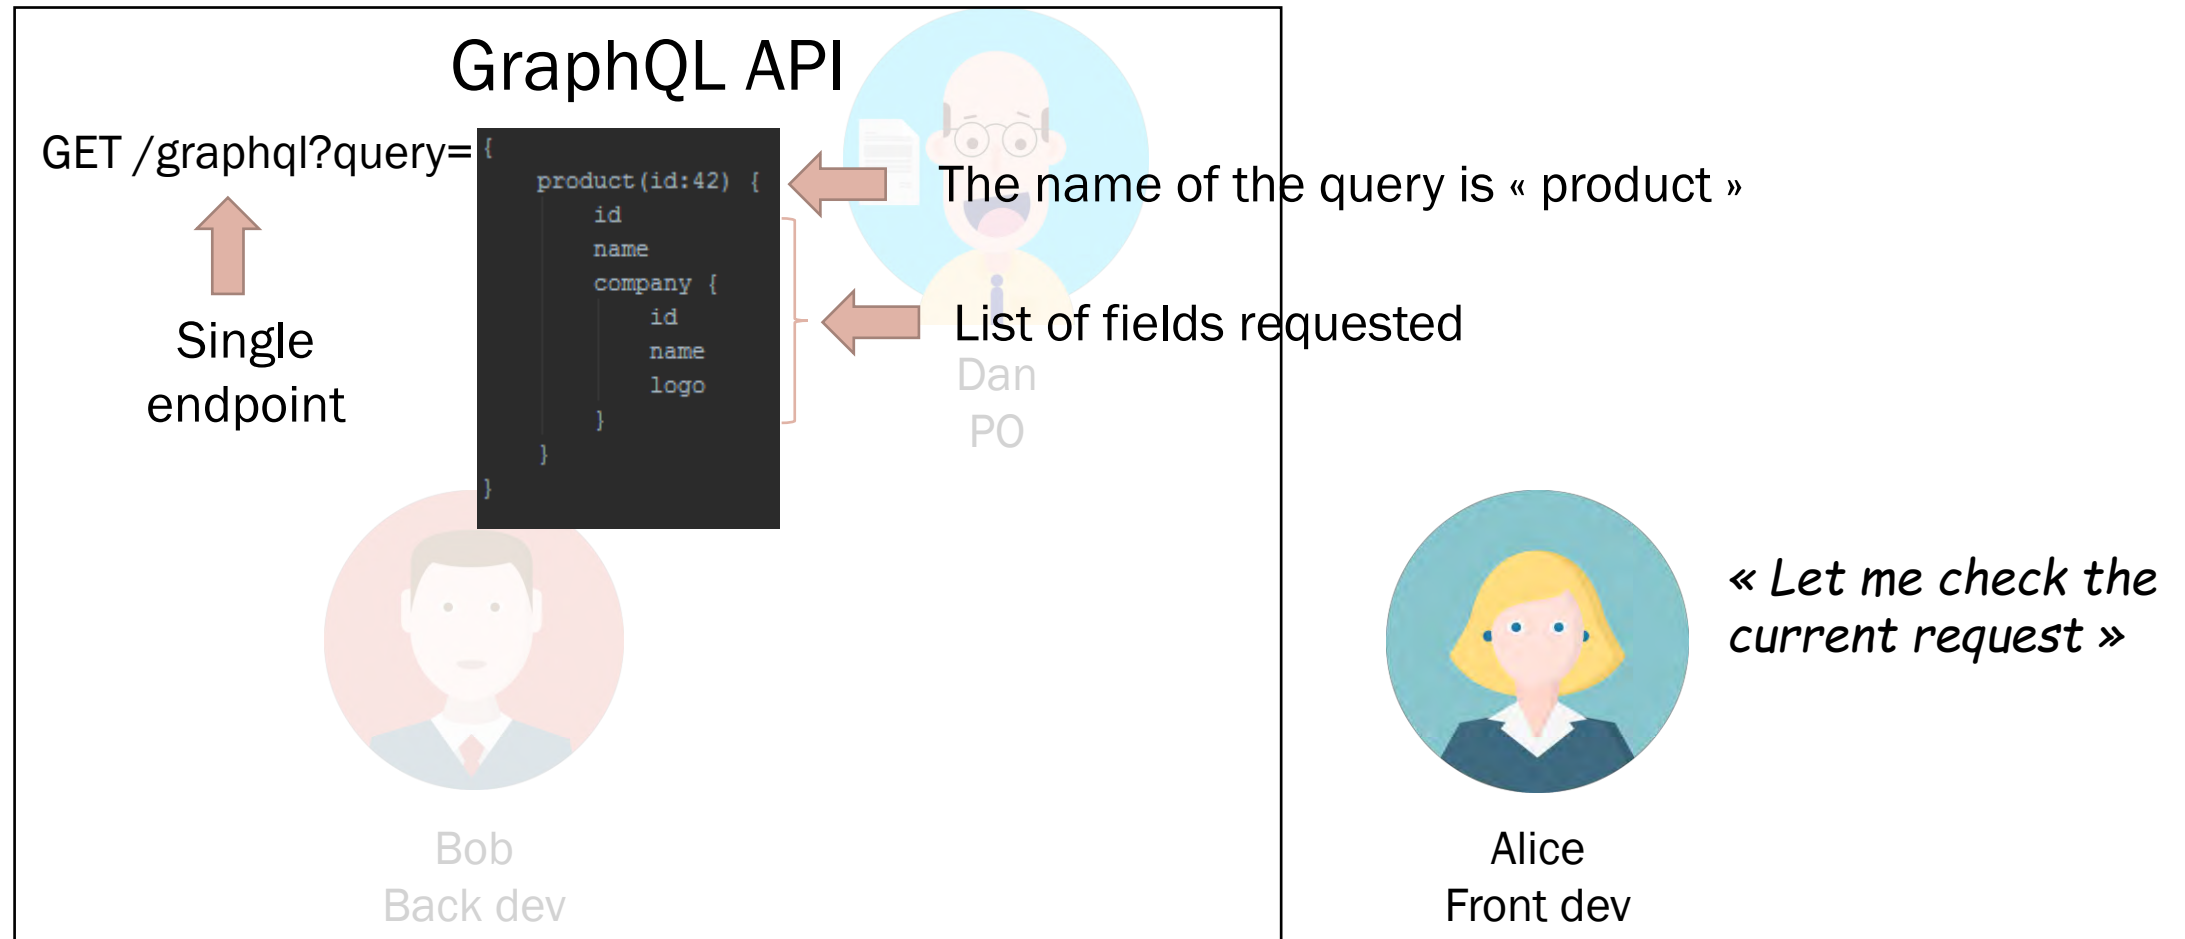 GraphQL API
GET /graphql?query=
{
product(id:42) {
id
name
company {
id
name
logo
}
}
}
The name of the query is « product »
List of fields requested
Single
endpoint
Dan
PO
Bob
Back dev
« Let me check the
current request »
Alice
Front dev